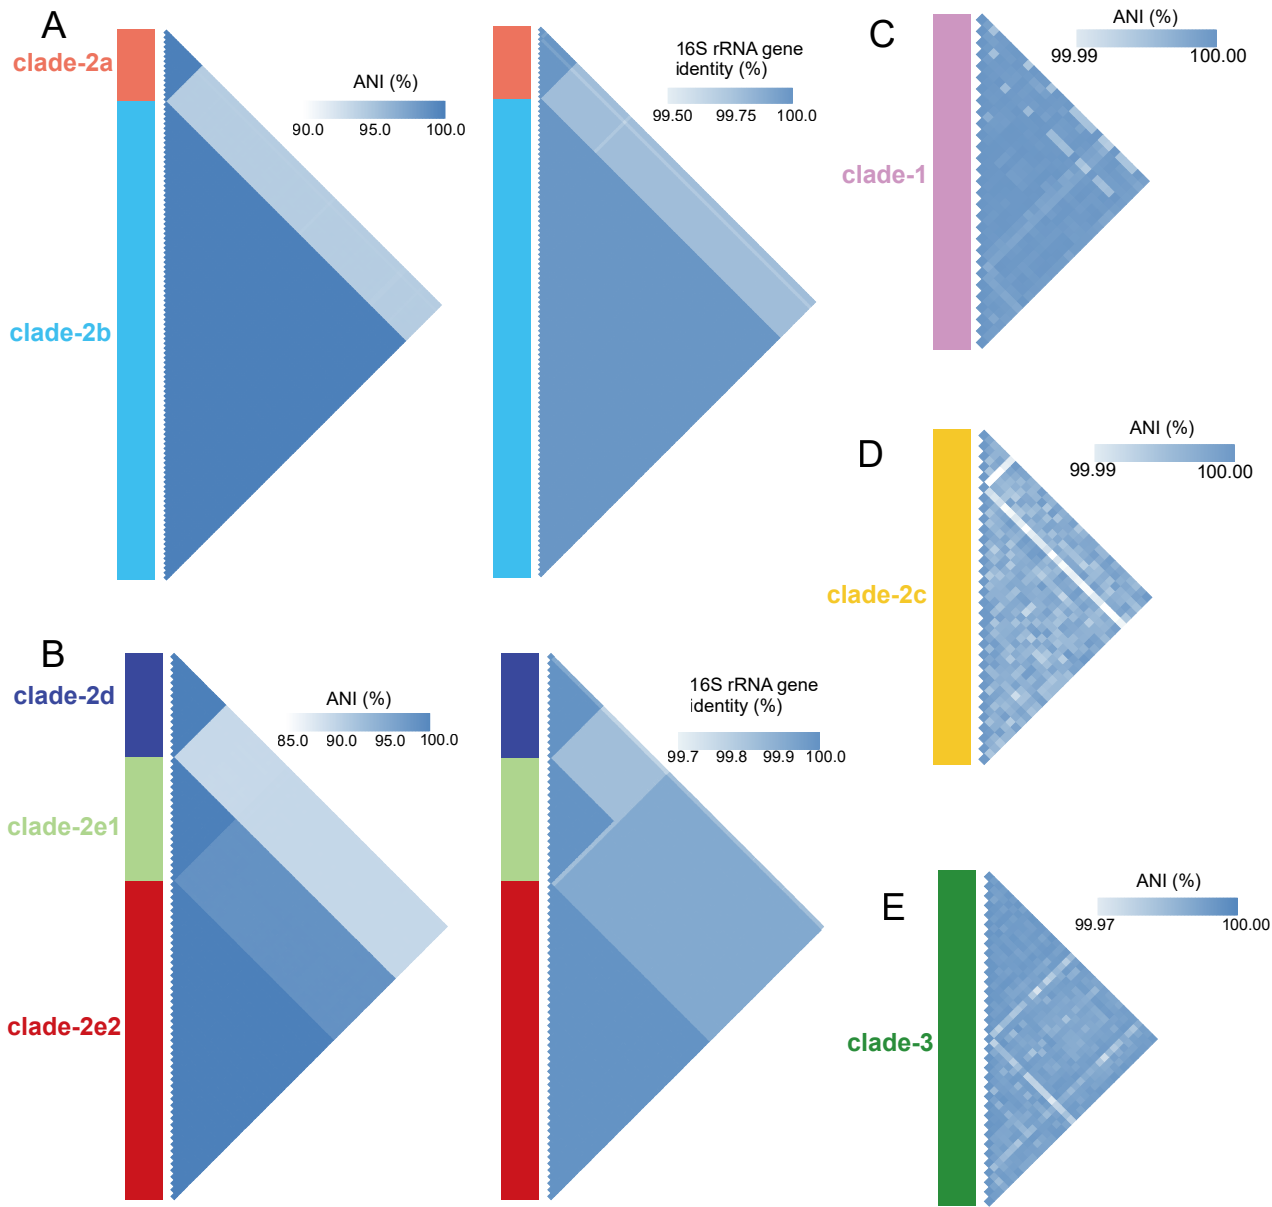 A
clade-2a
clade-2b
ANI (%)
90.0 95.0 100.0
16S rRNA gene
identity (%)
99.50 99.75 100.0
B
clade-2d
clade-2e1
clade-2e2
ANI (%)
85.0 90.0 95.0 100.0
16S rRNA gene
identity (%)
99.7 99.8 99.9 100.0
C
clade-1
ANI (%)
99.99 100.00
D
clade-2c
ANI (%)
99.99 100.00
E
clade-3
ANI (%)
99.97 100.00